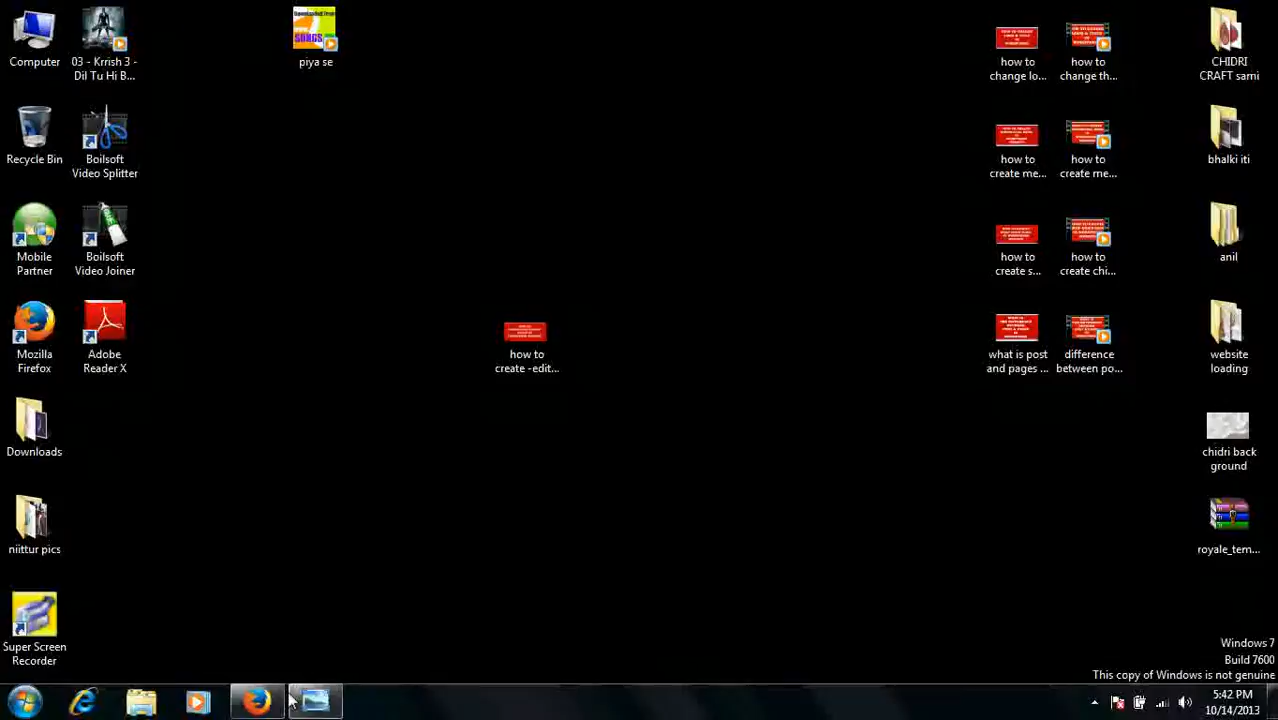 Computer
03 - Krrish 3 -
Dil Tu Hi B...
SONGS
piya se
how to
change lo...
how to
change th...
CHIDRI
CRAFT sami
Recycle Bin
Boilsoft
Video Splitter
how to
create me...
how to
create me...
bhalki iti
Mobile
Partner
Boilsoft
Video Joiner
how to
create s...
how to
create chi...
anil
Mozilla
Firefox
Adobe
Reader X
how to
create -edit...
what is post
and pages ...
difference
between po...
website
loading
Downloads
chidri back
ground
niittur pics
royale_tem...
Super Screen
Recorder
Windows 7
Build 7600
This copy of Windows is not genuine
5:42 PM
10/14/2013